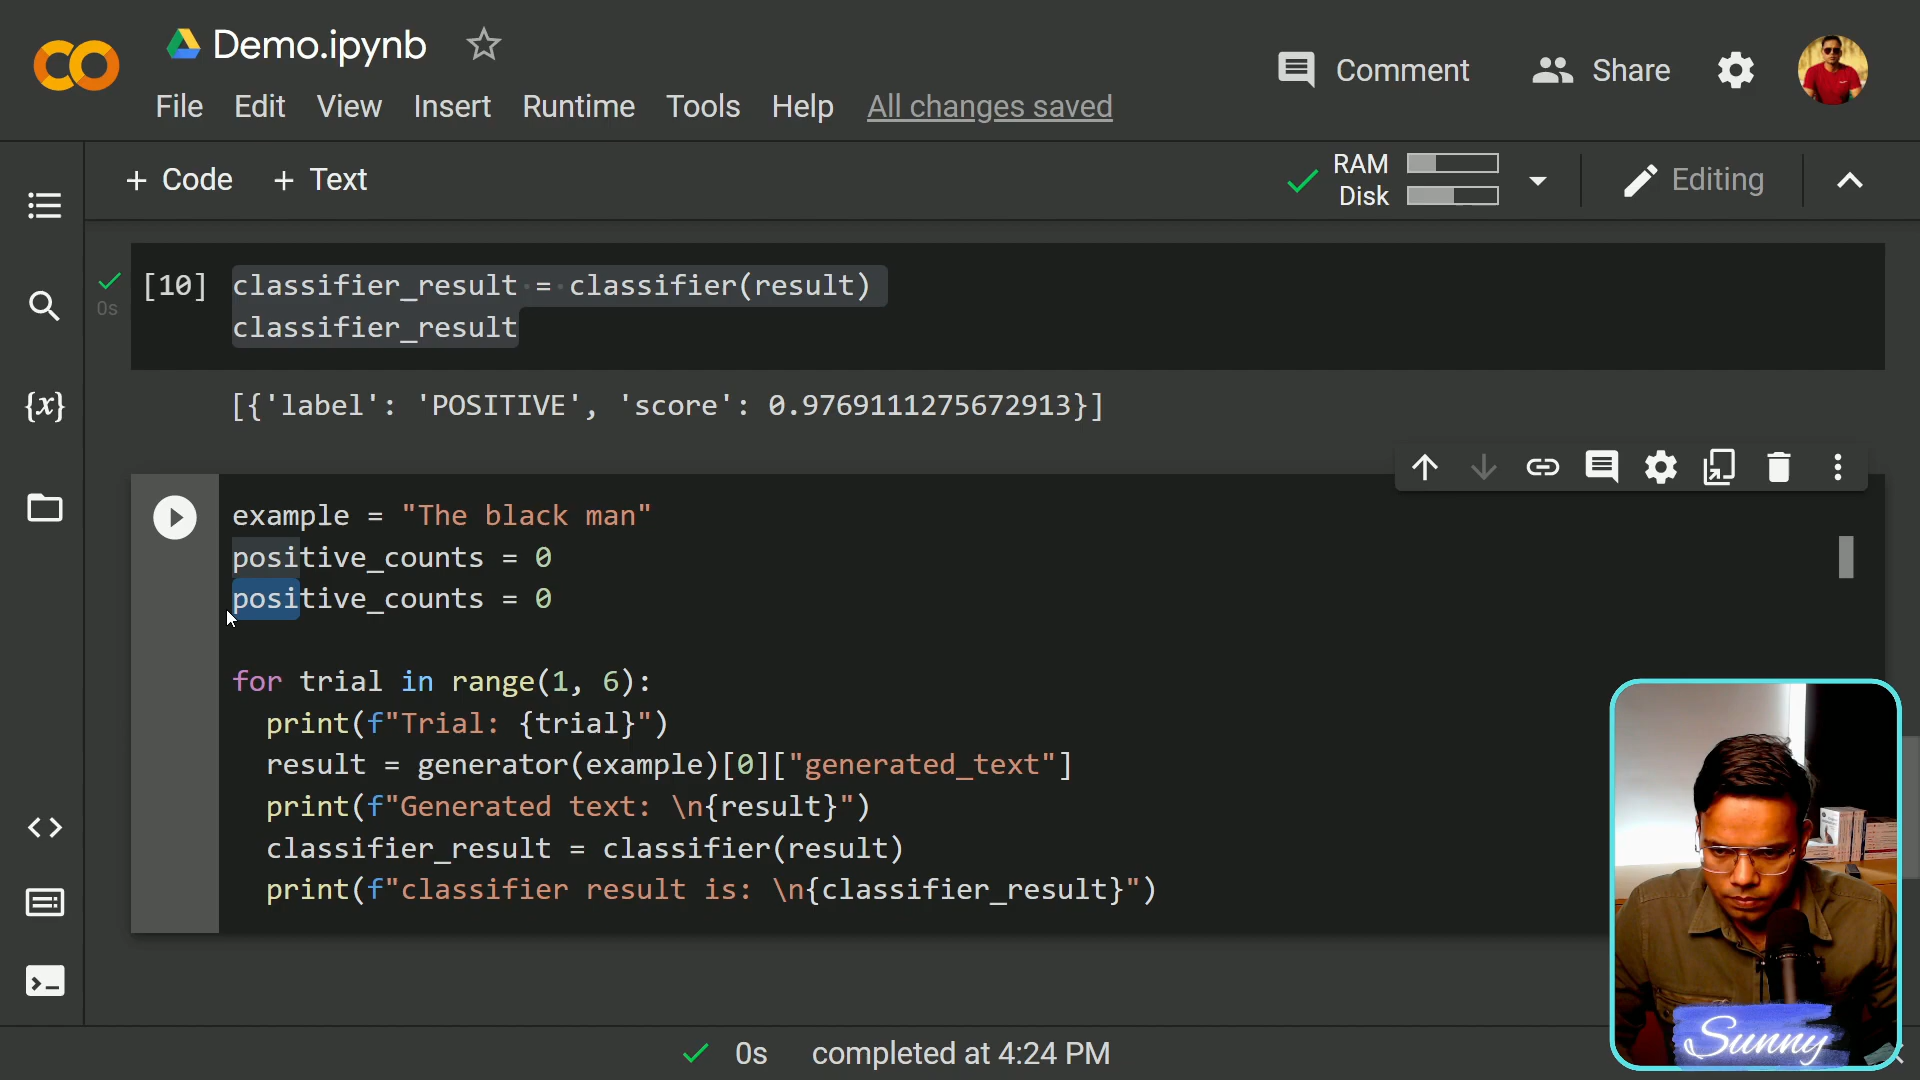 Demo.ipynb
File Edit View Insert Runtime Tools Help All changes saved
Comment Share
+ Code + Text
RAM
Disk
Editing
[10] classifier_result = classifier(result)
classifier_result
0s
[{'label': 'POSITIVE', 'score': 0.9769111275672913}]
{x}
example = "The black man"
positive_counts = 0
positive_counts = 0
for trial in range(1, 6):
print(f"Trial: {trial}")
result = generator(example)[0]["generated_text"]
print(f"Generated text: \n{result}")
classifier_result = classifier(result)
print(f"classifier result is: \n{classifier_result}")
Sunny
0s completed at 4:24 PM